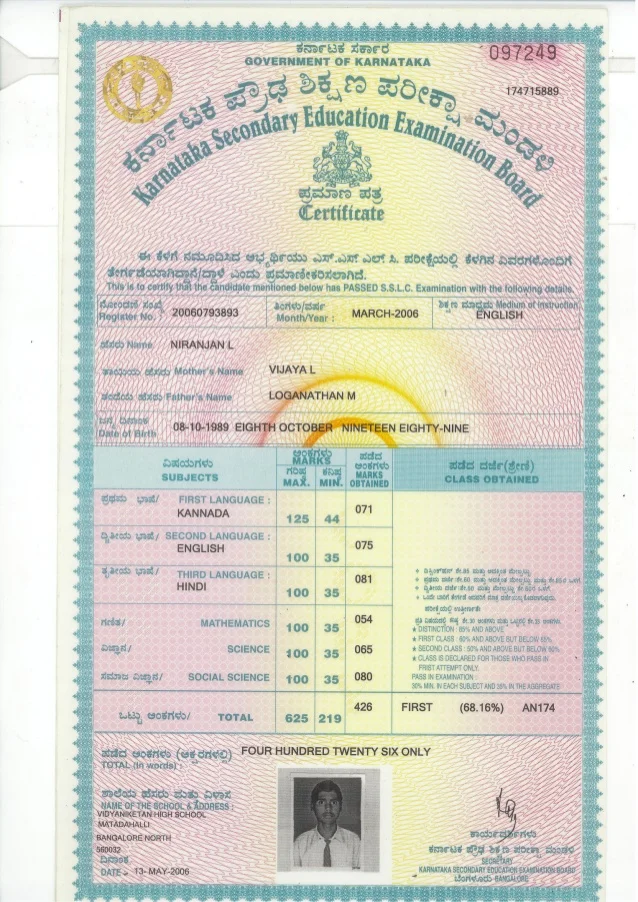 ಕರ್ನಾಟಕ ಸರ್ಕಾರ
GOVERNMENT OF KARNATAKA
097249
174715889
ಕರ್ನಾಟಕ ಪ್ರೌಢ ಶಿಕ್ಷಣ ಪರೀಕ್ಷಾ ಮಂಡಳಿ
Karnataka Secondary Education Examination Board
ಪ್ರಮಾಣ ಪತ್ರ
Certificate
ಈ ಕೆಳಗೆ ನಮೂದಿಸಿದ ಅಭ್ಯರ್ಥಿಯು ಎಸ್.ಎಸ್ ಎಲ್ ಸಿ. ಪರೀಕ್ಷೆಯಲ್ಲಿ ಕೆಳಗಿನ ವಿವರಗಳೊಂದಿಗೆ
ತೇರ್ಗಡೆಯಾಗಿದ್ದಾನೆ/ದ್ದಾಳೆ ಎಂದು ಪ್ರಮಾಣೀಕರಿಸಲಾಗಿದೆ.
This is to certify that the candidate mentioned below has PASSED S.S.L.C. Examination with the following details.
ನೋಂದಣಿ ಸಂಖ್ಯೆ Register No. 20060793893 ತಿಂಗಳು/ವರ್ಷ Month/Year : MARCH-2006 ಶಿಕ್ಷಣ ಮಾಧ್ಯಮ Medium of Instruction ENGLISH
ಹೆಸರು Name NIRANJAN L
ತಾಯಿಯ ಹೆಸರು Mother's Name VIJAYA L
ತಂದೆಯ ಹೆಸರು Father's Name LOGANATHAN M
ಜನ್ಮ ದಿನಾಂಕ
Date of Birth 08-10-1989 EIGHTH OCTOBER NINETEEN EIGHTY-NINE
ವಿಷಯಗಳು ಅಂಕಗಳು ಪಡೆದ ಅಂಕಗಳು ಪಡೆದ ದರ್ಜೆ(ಶ್ರೇಣಿ)
SUBJECTS MARKS ಗರಿಷ್ಠ MAX. ಕನಿಷ್ಠ MIN. MARKS OBTAINED CLASS OBTAINED
ಪ್ರಥಮ ಭಾಷೆ/ FIRST LANGUAGE :
KANNADA 125 44 071
ದ್ವಿತೀಯ ಭಾಷೆ/ SECOND LANGUAGE :
ENGLISH 100 35 075
ತೃತೀಯ ಭಾಷೆ/ THIRD LANGUAGE :
HINDI 100 35 081
ಗಣಿತ/ MATHEMATICS 100 35 054
ವಿಜ್ಞಾನ/ SCIENCE 100 35 065
ಸಮಾಜ ವಿಜ್ಞಾನ/ SOCIAL SCIENCE 100 35 080
★ DISTINCTION : 85% AND ABOVE
★ FIRST CLASS : 60% AND ABOVE BUT BELOW 85%.
★ SECOND CLASS : 50% AND ABOVE BUT BELOW 60%.
★ CLASS IS DECLARED FOR THOSE WHO PASS IN
FRIST ATTEMPT ONLY.
PASS IN EXAMINATION :
30% MIN. IN EACH SUBJECT AND 35% IN THE AGGREGATE
ಒಟ್ಟು ಅಂಕಗಳು/ TOTAL 625 219 426 FIRST (68.16%) AN174
ಪಡೆದ ಅಂಕಗಳು (ಅಕ್ಷರಗಳಲ್ಲಿ) FOUR HUNDRED TWENTY SIX ONLY
TOTAL (in words) :
ಶಾಲೆಯ ಹೆಸರು ಮತ್ತು ವಿಳಾಸ
NAME OF THE SCHOOL & ADDRESS :
VIDYANIKETAN HIGH SCHOOL
MATADAHALLI
BANGALORE NORTH
560032
ದಿನಾಂಕ
DATE 13-MAY-2006
ಕಾರ್ಯದರ್ಶಿಗಳು
ಕರ್ನಾಟಕ ಪ್ರೌಢ ಶಿಕ್ಷಣ ಪರೀಕ್ಷಾ ಮಂಡಳಿ
SECRETARY
KARNATAKA SECONDARY EDUCATION EXAMINATION BOARD
ಬೆಂಗಳೂರು BANGALORE